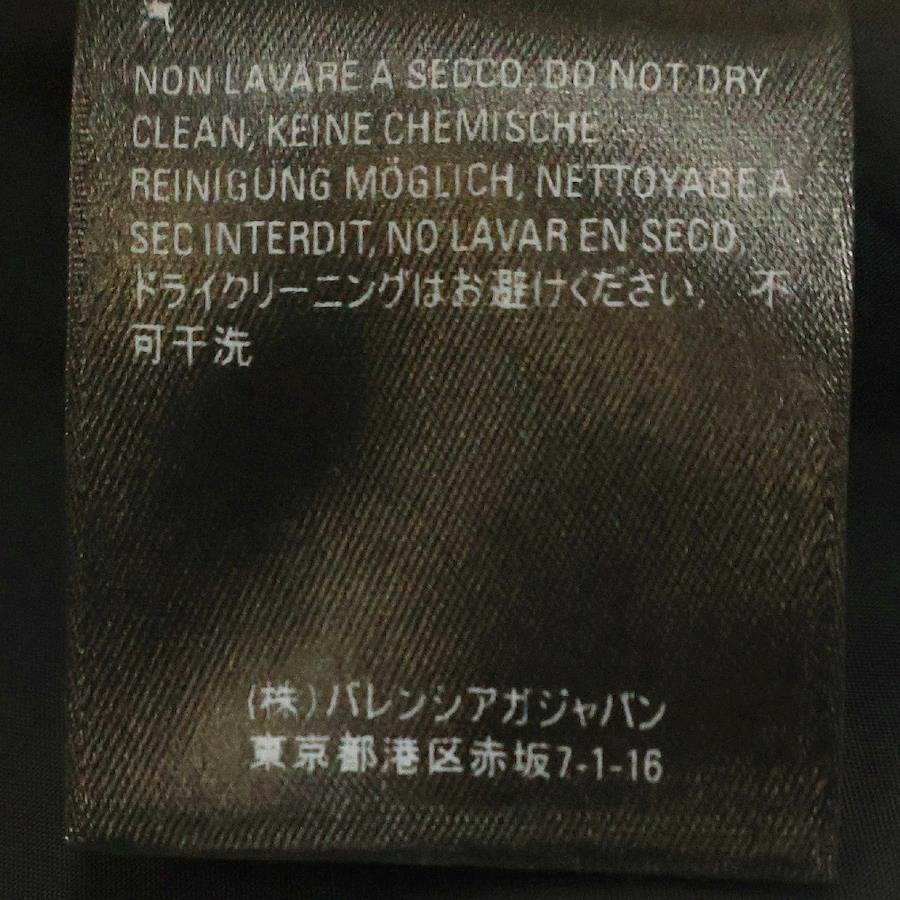 NON LAVARE A SECCO, DO NOT DRY
CLEAN, KEINE CHEMISCHE
REINIGUNG MÖGLICH, NETTOYAGE A
SEC INTERDIT, NO LAVAR EN SECO,
ドライクリーニングはお避けください, 不
可干洗
(株)バレンシアガジャパン
東京都港区赤坂7-1-16